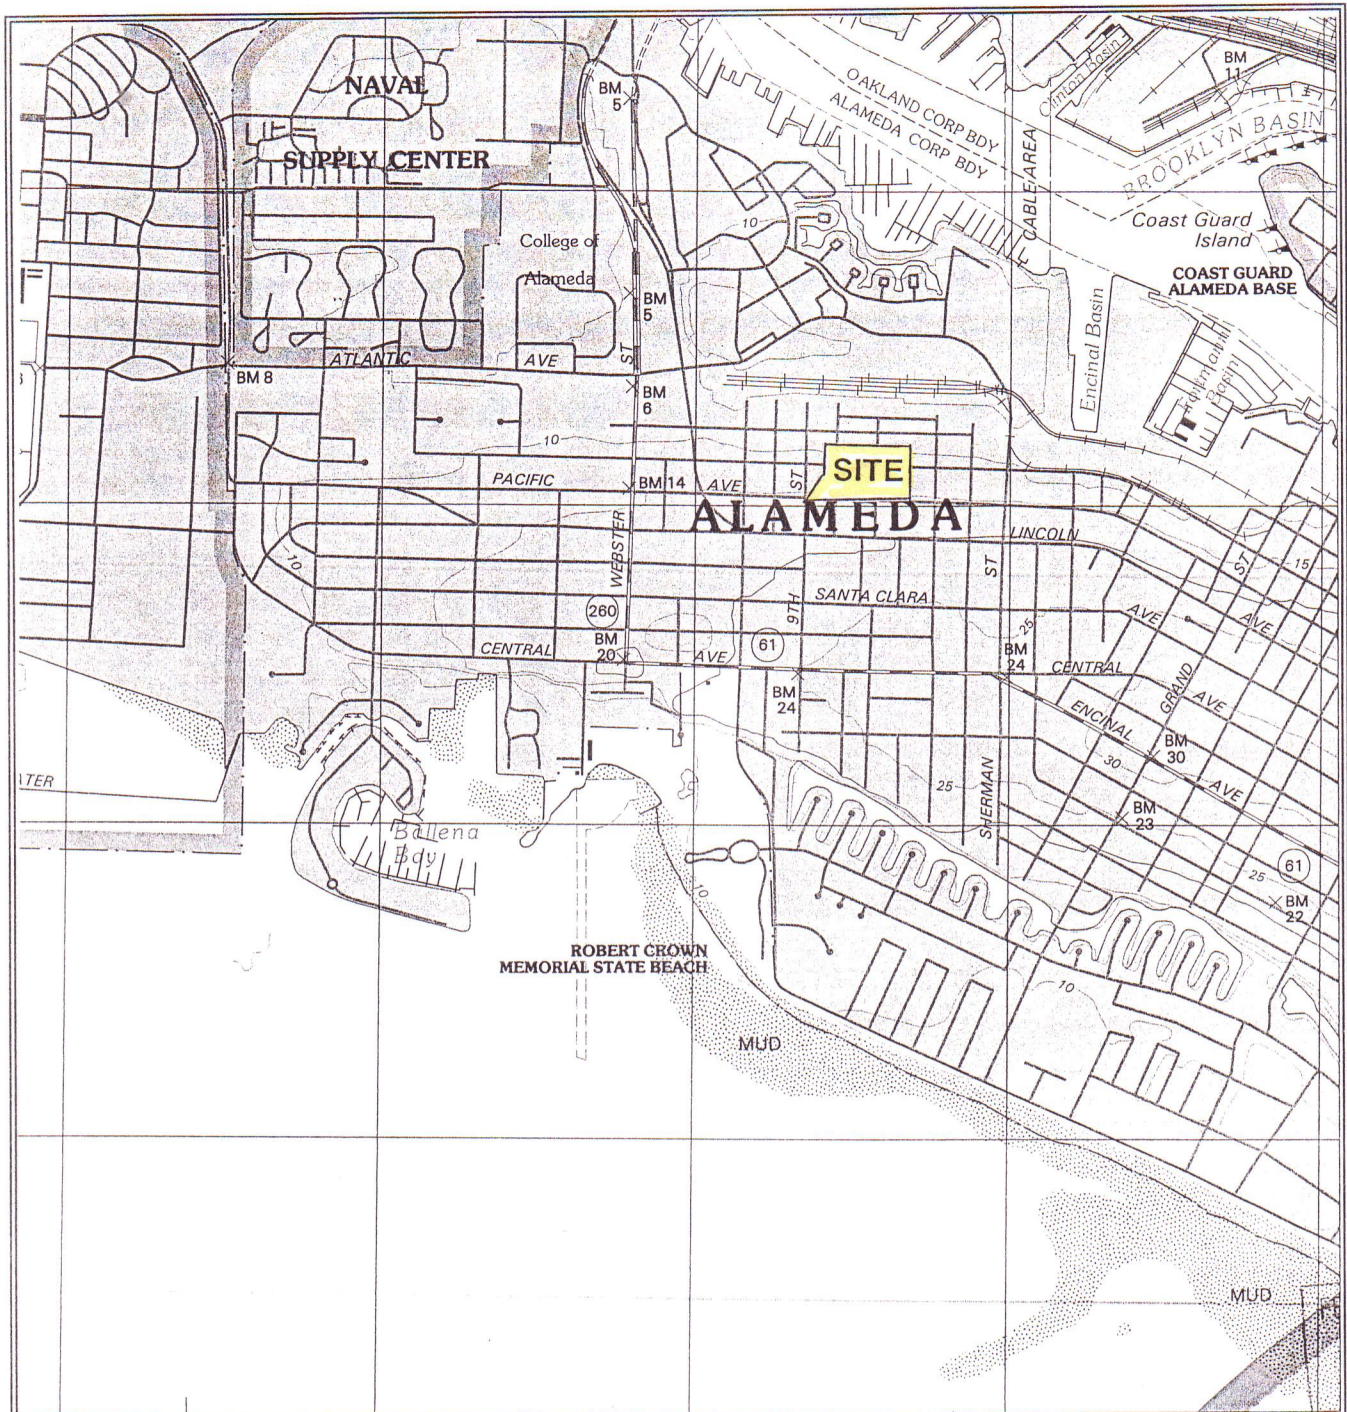 NAVAL
SUPPLY CENTER
BM
5
OAKLAND CORP BDY
ALAMEDA CORP BDY
CABLE AREA
Clinton Basin
BM
11
BROOKLYN BASIN
Coast Guard
Island
COAST GUARD
ALAMEDA BASE
College of
Alameda
10
BM
5
ST
Encinal Basin
Fortmann
Basin
ATLANTIC
AVE
BM 8
BM
6
10
SITE
PACIFIC
BM 14
AVE
ST
ALAMEDA
LINCOLN
WEBSTER
10
ST
ST
15
260
9TH
SANTA CLARA
AVE
AVE
25
CENTRAL
BM
20
AVE
61
BM
24
CENTRAL
BM
24
ENCINAL
GRAND
AVE
BM
30
30
AVE
ATER
25
SHERMAN
BM
23
Ballena
Bay
61
10
25
BM
22
ROBERT CROWN
MEMORIAL STATE BEACH
10
MUD
MUD